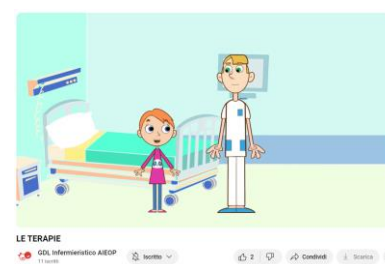 LE TERAPIE
GDL Infermieristico AIEOP
11 iscritti
Iscritto
2
Condividi
Scarica